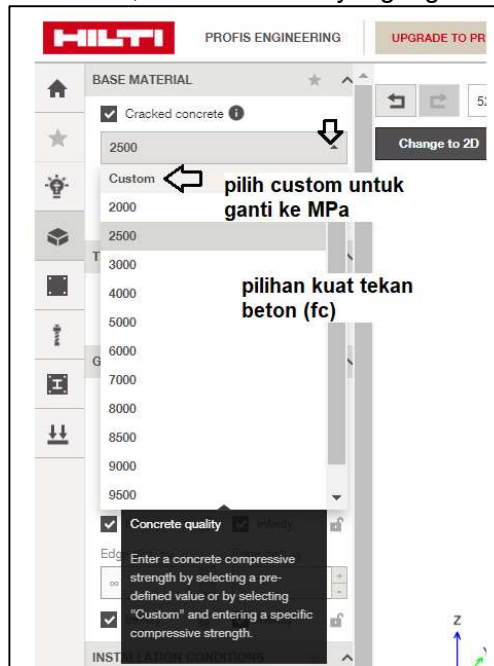 HILTI PROFIS ENGINEERING UPGRADE TO PR
BASE MATERIAL
Cracked concrete
2500
Change to 2D
Custom
pilih custom untuk
ganti ke MPa
2000
2500
3000
pilihan kuat tekan
beton (fc)
4000
5000
6000
7000
8000
8500
9000
9500
Concrete quality
Enter a concrete compressive
strength by selecting a pre-
defined value or by selecting
"Custom" and entering a specific
compressive strength.
INSTALLATION CONDITIONS
Z